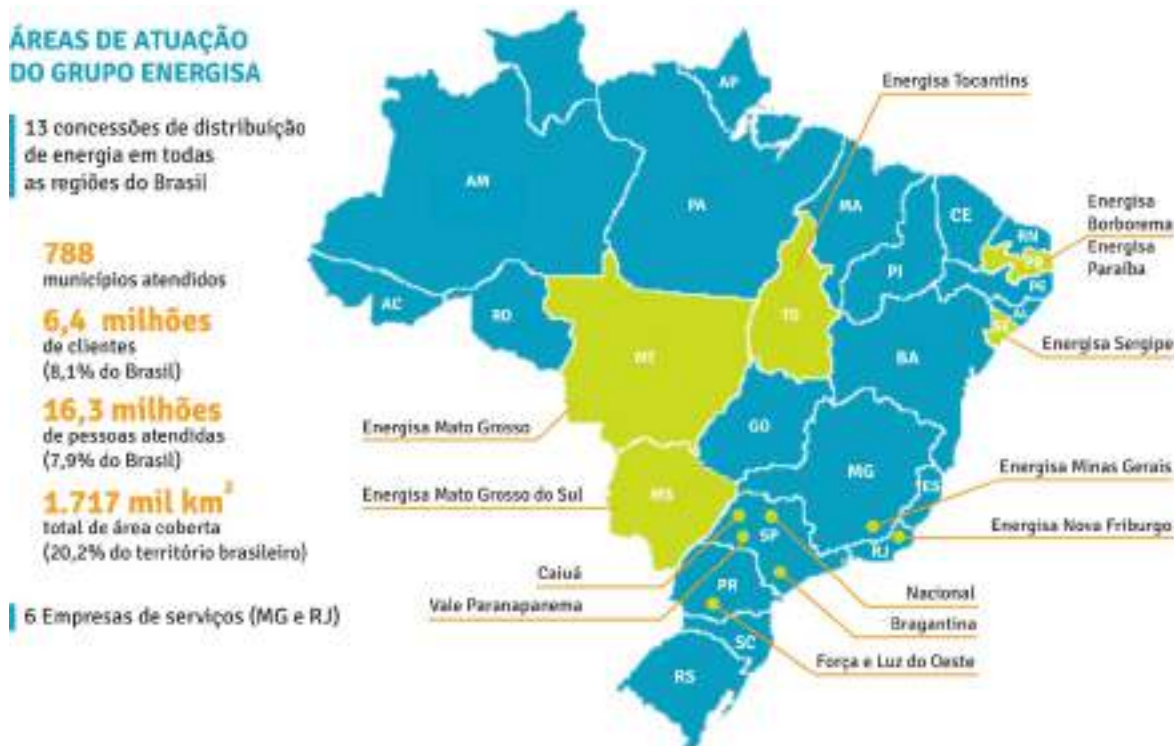 ÁREAS DE ATUAÇÃO
DO GRUPO ENERGISA
13 concessões de distribuição
de energia em todas
as regiões do Brasil
788
municípios atendidos
6,4 milhões
de clientes
(8,1% do Brasil)
16,3 milhões
de pessoas atendidas
(7,9% do Brasil)
1.717 mil km²
total de área coberta
(20,2% do território brasileiro)
6 Empresas de serviços (MG e RJ)
AP
Energisa Tocantins
AM
PA
MA
CE
RN
Energisa
Borborema
Energisa
Paraíba
PB
PI
PE
AC
RO
TO
AL
SE
MT
BA
Energisa Sergipe
Energisa Mato Grosso
GO
MG
Energisa Minas Gerais
ES
Energisa Mato Grosso do Sul
MS
Energisa Nova Friburgo
SP
RJ
Caiuá
PR
Nacional
Vale Paranapanema
Bragantina
SC
Força e Luz do Oeste
RS